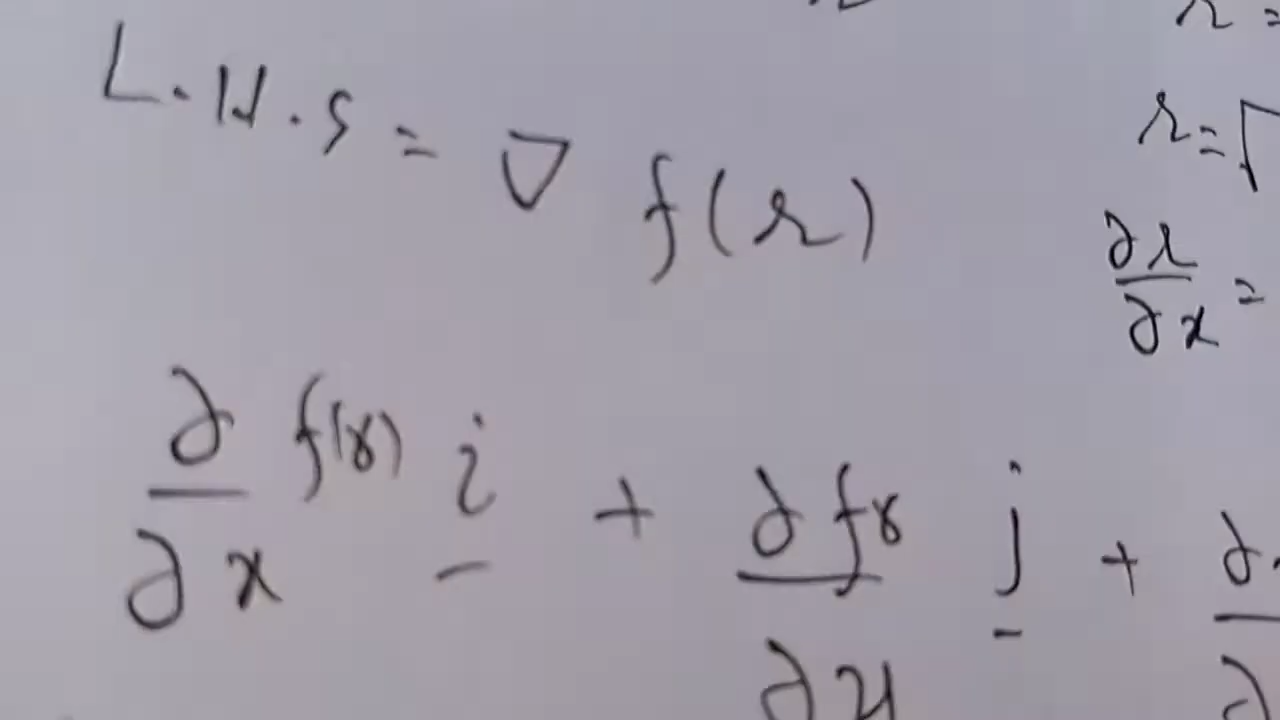 L.H.S = ∇ f(r)
r =
r = √
∂r/∂x =
∂/∂x f(r) i + ∂fr/∂y j + ∂